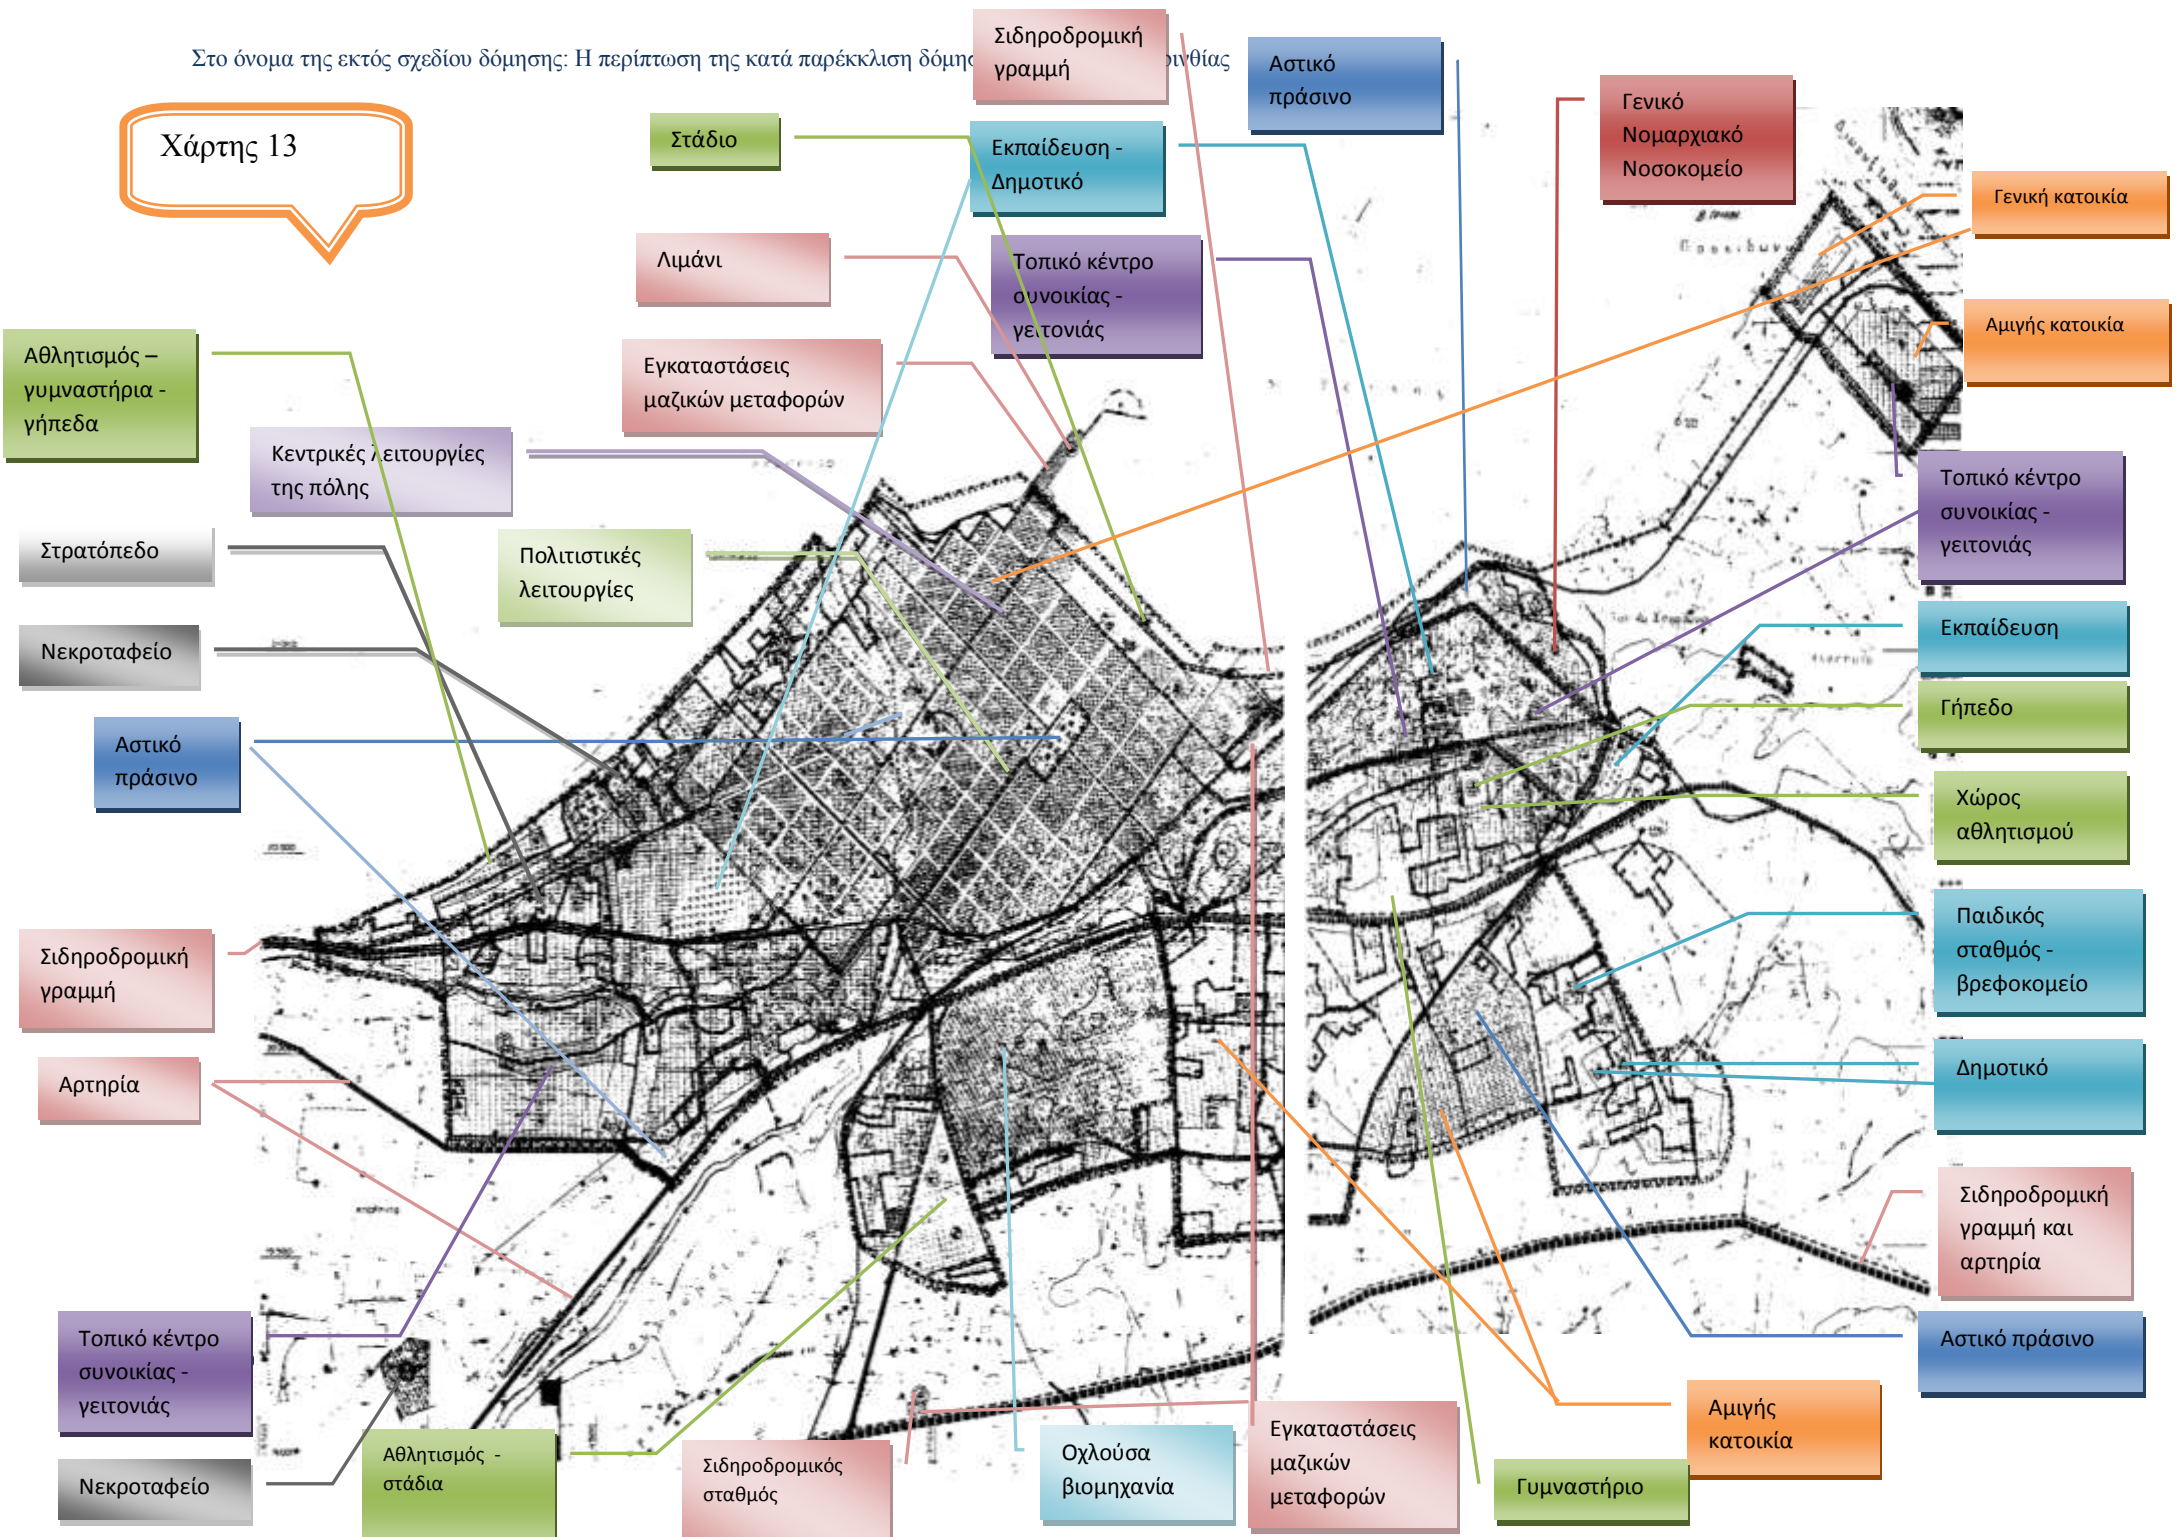 Στο όνομα της εκτός σχεδίου δόμησης: Η περίπτωση της κατά παρέκκλιση
Χάρτης 13
Σιδηροδρομική
γραμμή
Αστικό
πράσινο
Γενικό
Νομαρχιακό
Νοσοκομείο
Στάδιο
Εκπαίδευση -
Δημοτικό
Γενική κατοικία
Λιμάνι
Τοπικό κέντρο
συνοικίας -
γειτονιάς
Αμιγής κατοικία
Αθλητισμός –
γυμναστήρια -
γήπεδα
Εγκαταστάσεις
μαζικών μεταφορών
Κεντρικές λειτουργίες
της πόλης
Τοπικό κέντρο
συνοικίας -
γειτονιάς
Στρατόπεδο
Πολιτιστικές
λειτουργίες
Νεκροταφείο
Εκπαίδευση
Γήπεδο
Αστικό
πράσινο
Χώρος
αθλητισμού
Σιδηροδρομική
γραμμή
Παιδικός
σταθμός -
βρεφοκομείο
Αρτηρία
Δημοτικό
Σιδηροδρομική
γραμμή και
αρτηρία
Τοπικό κέντρο
συνοικίας -
γειτονιάς
Αστικό πράσινο
Νεκροταφείο
Αθλητισμός -
στάδια
Σιδηροδρομικός
σταθμός
Οχλούσα
βιομηχανία
Εγκαταστάσεις
μαζικών
μεταφορών
Γυμναστήριο
Αμιγής
κατοικία